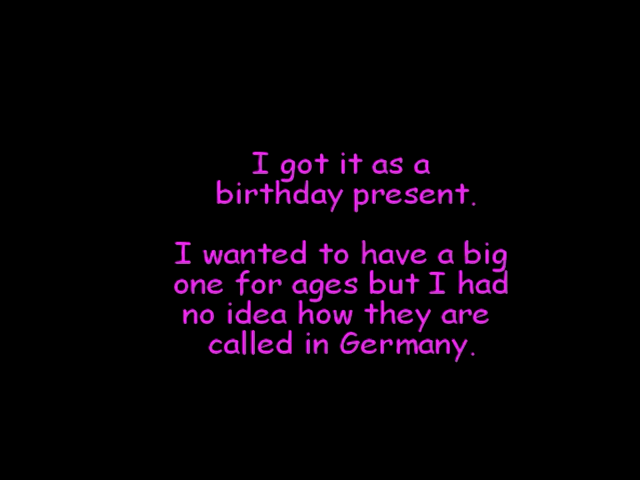 I got it as a
birthday present.
I wanted to have a big
one for ages but I had
no idea how they are
called in Germany.